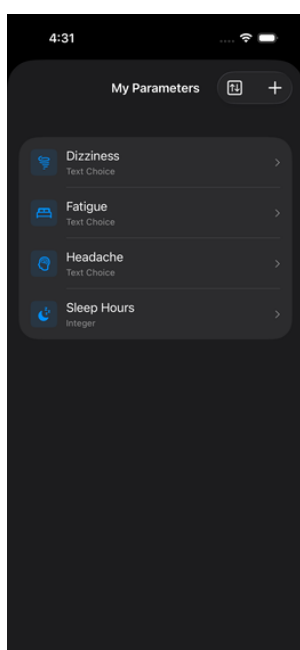 4:31
My Parameters
Dizziness
Text Choice
Fatigue
Text Choice
Headache
Text Choice
Sleep Hours
Integer